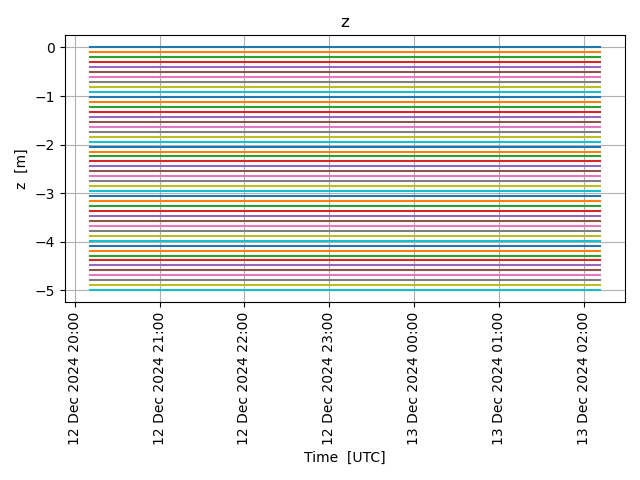 z
0
−1
−2
−3
−4
−5
z [m]
12 Dec 2024 20:00
12 Dec 2024 21:00
12 Dec 2024 22:00
12 Dec 2024 23:00
13 Dec 2024 00:00
13 Dec 2024 01:00
13 Dec 2024 02:00
Time [UTC]